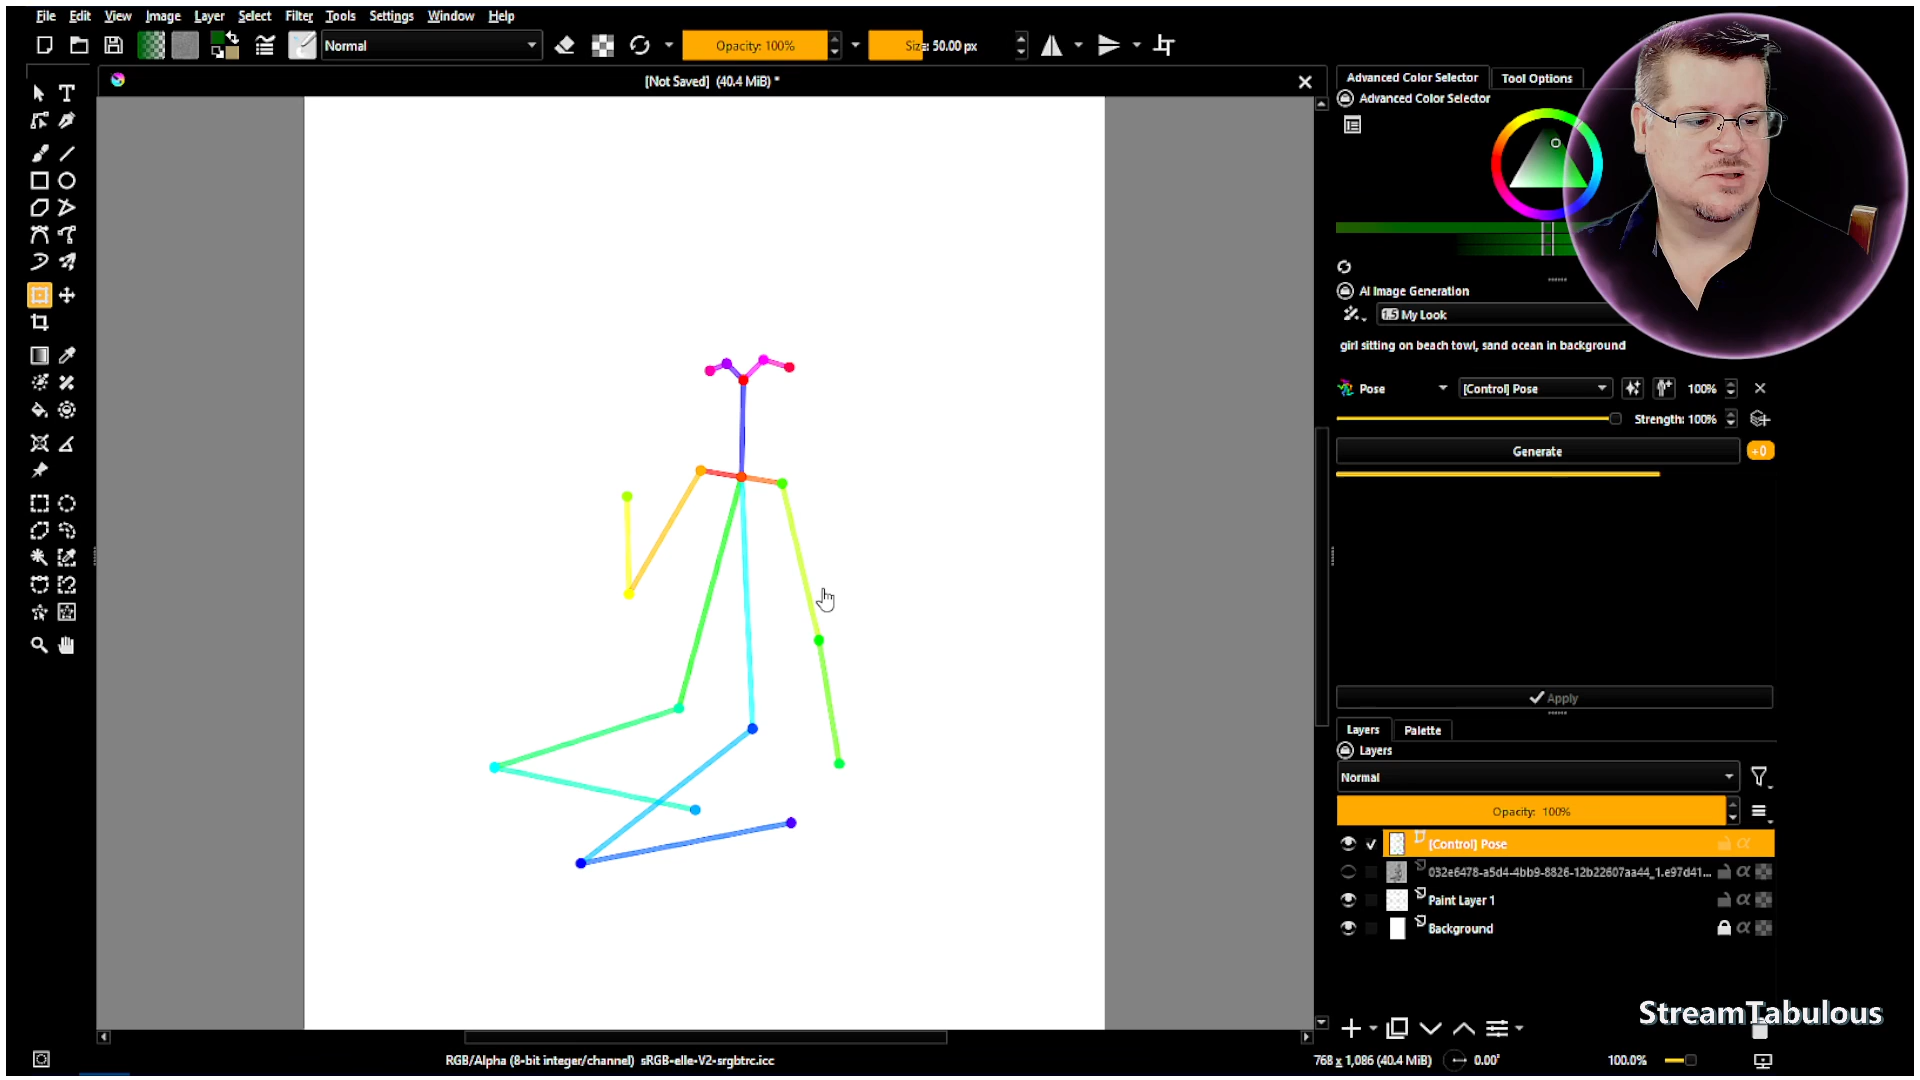 File Edit View Image Layer Select Filter Tools Settings Window Help
Normal
Opacity: 100%
Size: 50.00 px
[Not Saved] (40.4 MiB) *
Advanced Color Selector
Tool Options
Advanced Color Selector
AI Image Generation
1.5 My Look
girl sitting on beach towl, sand ocean in background
Pose
[Control] Pose
100%
Strength: 100%
Generate
+0
Apply
Layers
Palette
Layers
Normal
Opacity: 100%
[Control] Pose
032e6478-a5d4-4bb9-8826-12b22607aa44_1.e97d41...
Paint Layer 1
Background
StreamTabulous
RGB/Alpha (8-bit integer/channel) sRGB-elle-V2-srgbtrc.icc
768 x 1,086 (40.4 MiB)
0.00°
100.0%